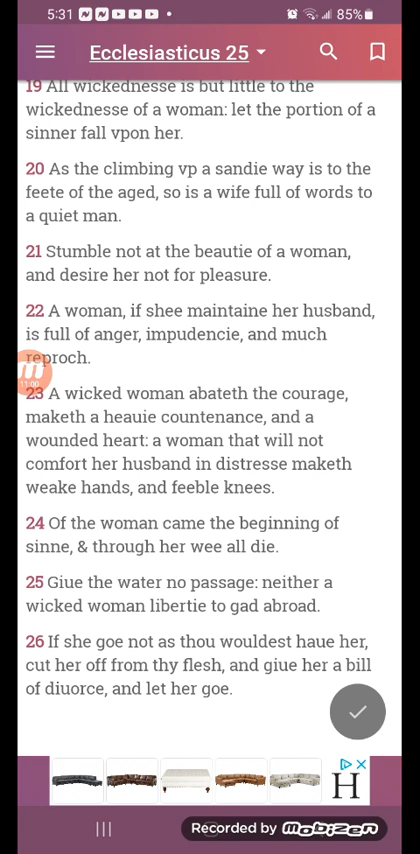 5:31
85%
Ecclesiasticus 25
19 All wickednesse is but little to the
wickednesse of a woman: let the portion of a
sinner fall vpon her.
20 As the climbing vp a sandie way is to the
feete of the aged, so is a wife full of words to
a quiet man.
21 Stumble not at the beautie of a woman,
and desire her not for pleasure.
22 A woman, if shee maintaine her husband,
is full of anger, impudencie, and much
reproch.
11:00
23 A wicked woman abateth the courage,
maketh a heauie countenance, and a
wounded heart: a woman that will not
comfort her husband in distresse maketh
weake hands, and feeble knees.
24 Of the woman came the beginning of
sinne, & through her wee all die.
25 Giue the water no passage: neither a
wicked woman libertie to gad abroad.
26 If she goe not as thou wouldest haue her,
cut her off from thy flesh, and giue her a bill
of diuorce, and let her goe.
H
Recorded by mobizen